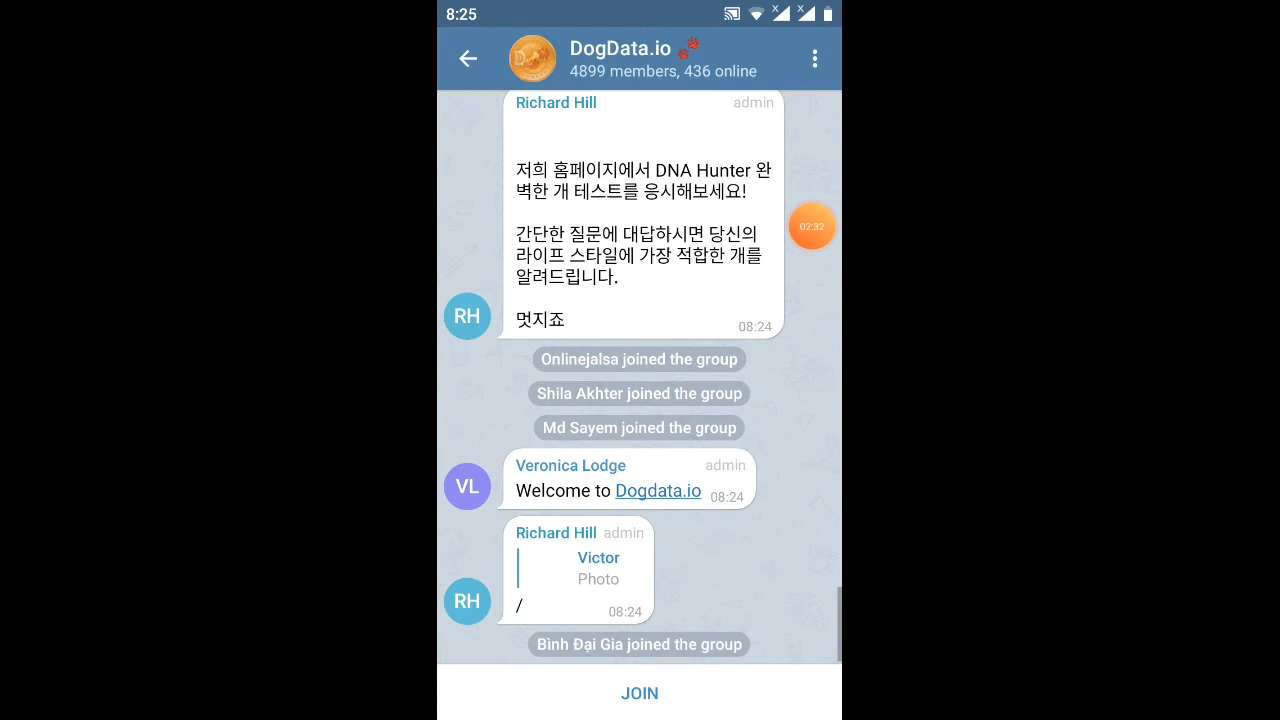 8:25
DogData.io
4899 members, 436 online
Richard Hill admin
저희 홈페이지에서 DNA Hunter 완
벽한 개 테스트를 응시해보세요!
간단한 질문에 대답하시면 당신의
라이프 스타일에 가장 적합한 개를
알려드립니다.
멋지죠
08:24
02:32
RH
Onlinejalsa joined the group
Shila Akhter joined the group
Md Sayem joined the group
Veronica Lodge admin
VL
Welcome to Dogdata.io 08:24
Richard Hill admin
Victor
Photo
RH
/ 08:24
Bình Đại Gia joined the group
JOIN